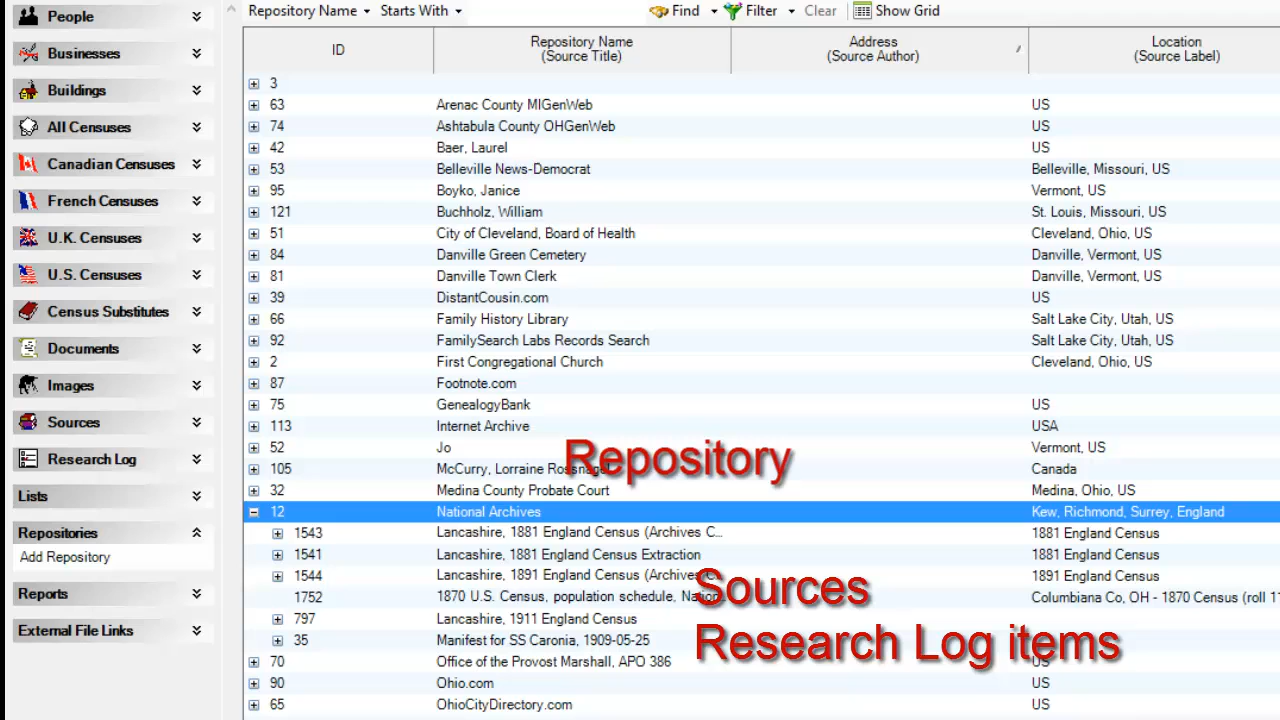 People
Businesses
Buildings
All Censuses
Canadian Censuses
French Censuses
U.K. Censuses
U.S. Censuses
Census Substitutes
Documents
Images
Sources
Research Log
Lists
Repositories
Add Repository
Reports
External File Links
Repository Name Starts With Find Filter Clear Show Grid
ID Repository Name Address Location
(Source Title) (Source Author) (Source Label)
3
63 Arenac County MIGenWeb US
74 Ashtabula County OHGenWeb US
42 Baer, Laurel US
53 Belleville News-Democrat Belleville, Missouri, US
95 Boyko, Janice Vermont, US
121 Buchholz, William St. Louis, Missouri, US
51 City of Cleveland, Board of Health Cleveland, Ohio, US
84 Danville Green Cemetery Danville, Vermont, US
81 Danville Town Clerk Danville, Vermont, US
39 DistantCousin.com US
66 Family History Library Salt Lake City, Utah, US
92 FamilySearch Labs Records Search Salt Lake City, Utah, US
2 First Congregational Church Cleveland, Ohio, US
87 Footnote.com
75 GenealogyBank US
113 Internet Archive USA
52 Jo Vermont, US
Repository
105 McCurry, Lorraine Rossnagel Canada
32 Medina County Probate Court Medina, Ohio, US
12 National Archives Kew, Richmond, Surrey, England
1543 Lancashire, 1881 England Census (Archives C... 1881 England Census
1541 Lancashire, 1881 England Census Extraction 1881 England Census
1544 Lancashire, 1891 England Census (Archives C... 1891 England Census
Sources
1752 1870 U.S. Census, population schedule, Columbiana Co, OH - 1870 Census (roll 11
797 Lancashire, 1911 England Census
Research Log items
35 Manifest for SS Caronia, 1909-05-25
70 Office of the Provost Marshall, APO 386 US
90 Ohio.com US
65 OhioCityDirectory.com US